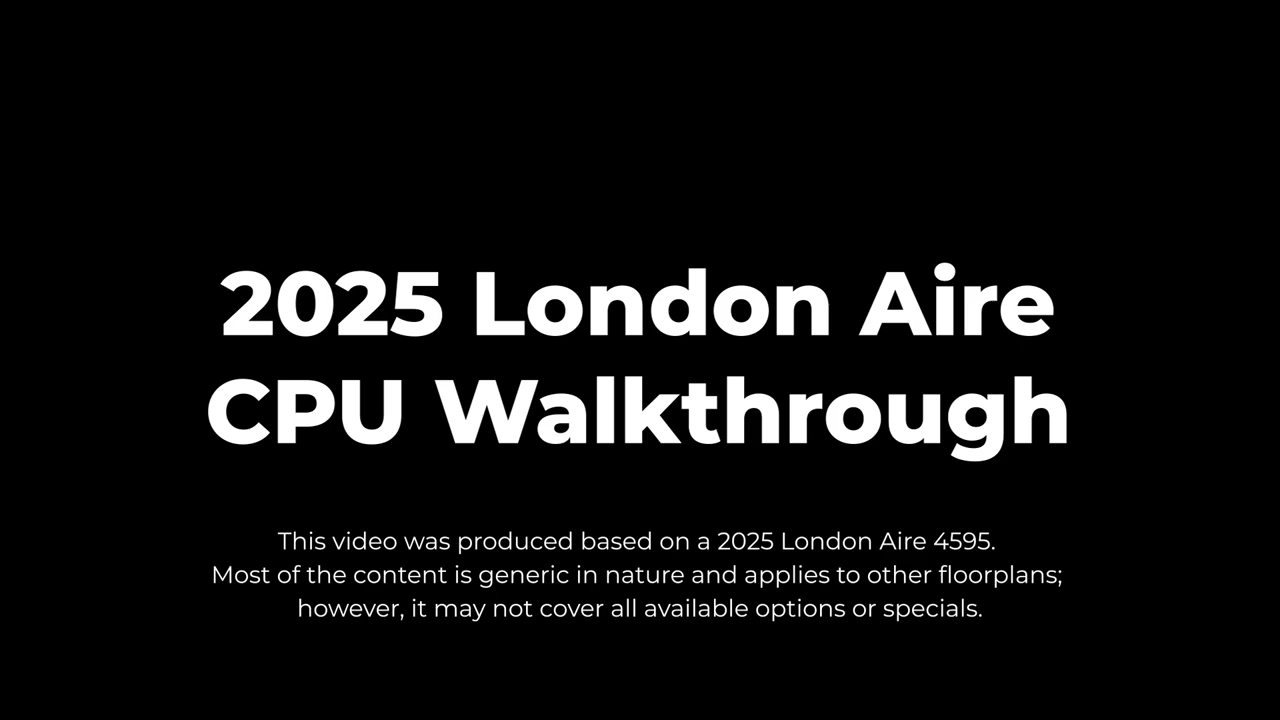 2025 London Aire
CPU Walkthrough
This video was produced based on a 2025 London Aire 4595.
Most of the content is generic in nature and applies to other floorplans;
however, it may not cover all available options or specials.